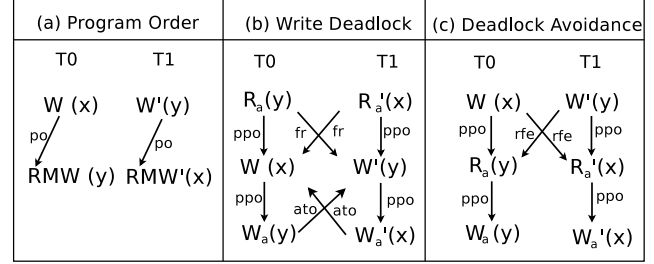 (a) Program Order
T0 T1
W (x) W'(y)
po po
RMW (y) RMW'(x)
(b) Write Deadlock
T0 T1
Rₐ(y) Rₐ'(x)
ppo fr fr ppo
W (x) W'(y)
ppo ato ato ppo
Wₐ(y) Wₐ'(x)
(c) Deadlock Avoidance
T0 T1
W (x) W'(y)
ppo rfe rfe ppo
Rₐ(y) Rₐ'(x)
ppo ppo
Wₐ(y) Wₐ'(x)